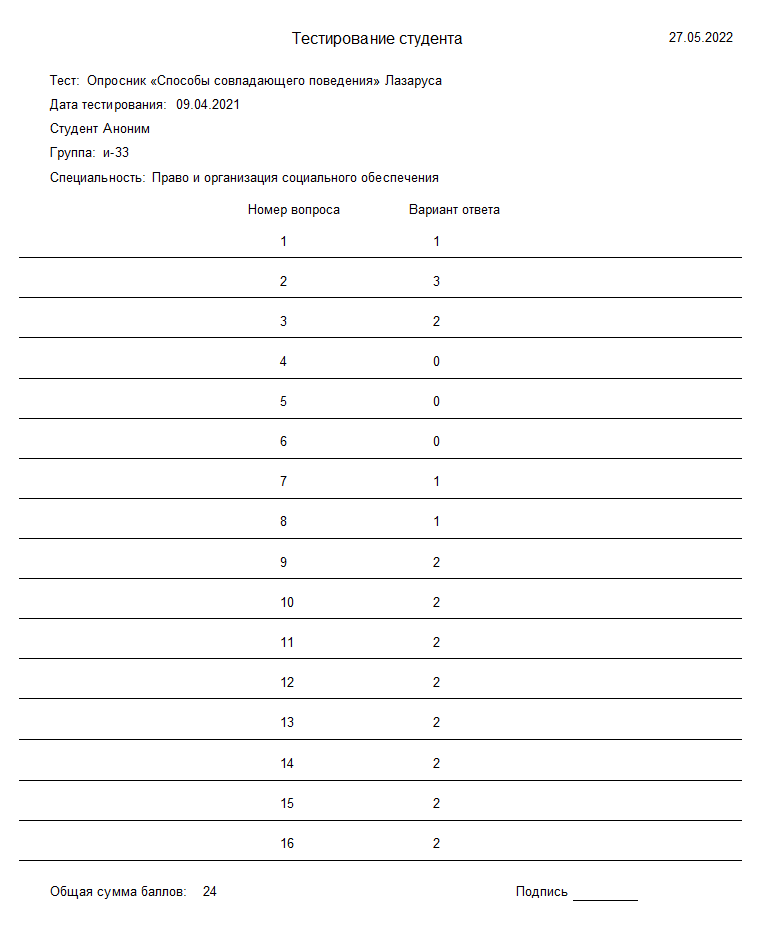 Тестирование студента 27.05.2022
Тест: Опросник «Способы совладающего поведения» Лазаруса
Дата тестирования: 09.04.2021
Студент Аноним
Группа: и-33
Специальность: Право и организация социального обеспечения
Номер вопроса Вариант ответа
1 1
2 3
3 2
4 0
5 0
6 0
7 1
8 1
9 2
10 2
11 2
12 2
13 2
14 2
15 2
16 2
Общая сумма баллов: 24 Подпись